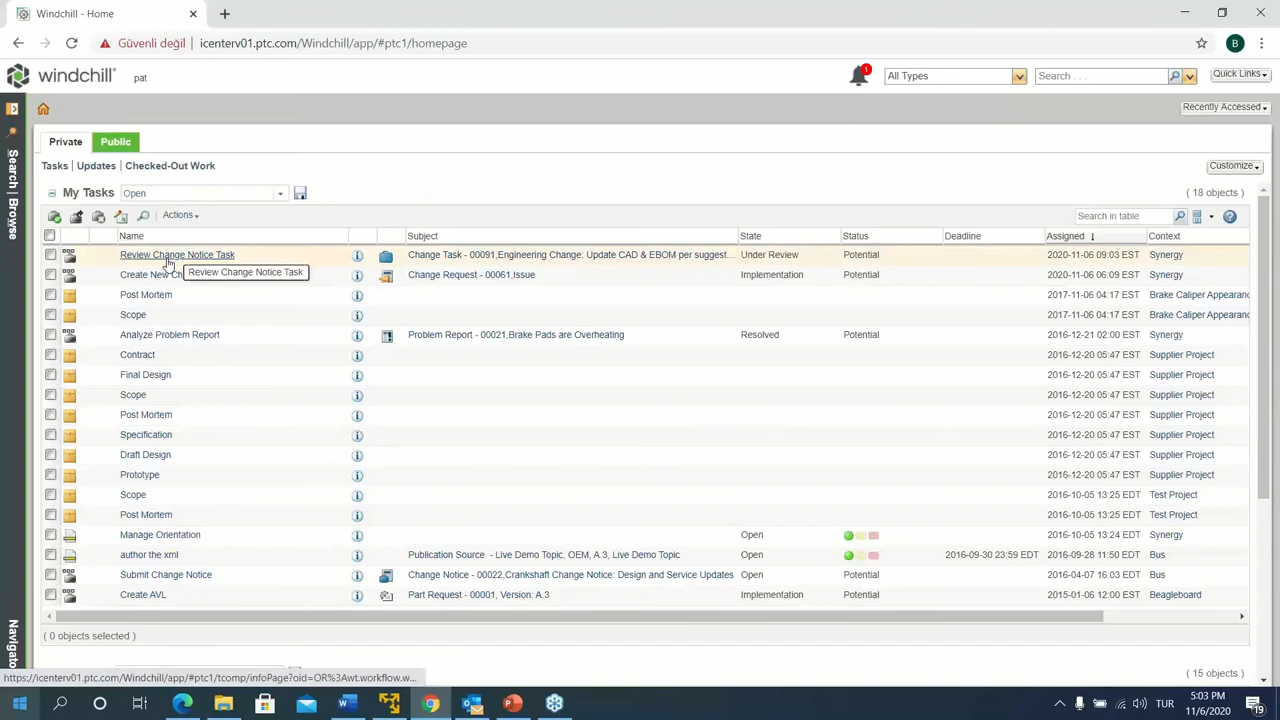 Windchill - Home
Güvenli değil icenterv01.ptc.com/Windchill/app/#ptc1/homepage B
windchill pat 1 All Types Search . . . Quick Links
Recently Accessed
Private Public
Tasks | Updates | Checked-Out Work Customize
My Tasks Open ( 18 objects )
Actions Search in table
Name Subject State Status Deadline Assigned Context
Review Change Notice Task Change Task - 00091,Engineering Change: Update CAD & EBOM per suggest... Under Review Potential 2020-11-06 09:03 EST Synergy
Create New Ch Change Request - 00061,Issue Implementation Potential 2020-11-06 06:09 EST Synergy
Review Change Notice Task
Post Mortem 2017-11-06 04:17 EST Brake Caliper Appearanc
Scope 2017-11-06 04:17 EST Brake Caliper Appearanc
Analyze Problem Report Problem Report - 00021,Brake Pads are Overheating Resolved Potential 2016-12-21 02:00 EST Synergy
Contract 2016-12-20 05:47 EST Supplier Project
Final Design 2016-12-20 05:47 EST Supplier Project
Scope 2016-12-20 05:47 EST Supplier Project
Post Mortem 2016-12-20 05:47 EST Supplier Project
Specification 2016-12-20 05:47 EST Supplier Project
Draft Design 2016-12-20 05:47 EST Supplier Project
Prototype 2016-12-20 05:47 EST Supplier Project
Scope 2016-10-05 13:25 EDT Test Project
Post Mortem 2016-10-05 13:25 EDT Test Project
Manage Orientation Open 2016-10-05 13:24 EDT Synergy
author the xml Publication Source - Live Demo Topic, OEM, A.3, Live Demo Topic Open 2016-09-30 23:59 EDT 2016-09-28 11:50 EDT Bus
Submit Change Notice Change Notice - 00022,Crankshaft Change Notice: Design and Service Updates Open Potential 2016-04-07 16:03 EDT Bus
Create AVL Part Request - 00001, Version: A.3 Implementation Potential 2015-01-06 12:00 EST Beagleboard
( 0 objects selected )
( 15 objects )
Search | Browse
Navigato
https://icenterv01.ptc.com/Windchill/app/#ptc1/tcomp/infoPage?oid=OR%3Awt.workflow.w...
TUR 5:03 PM
11/6/2020 19